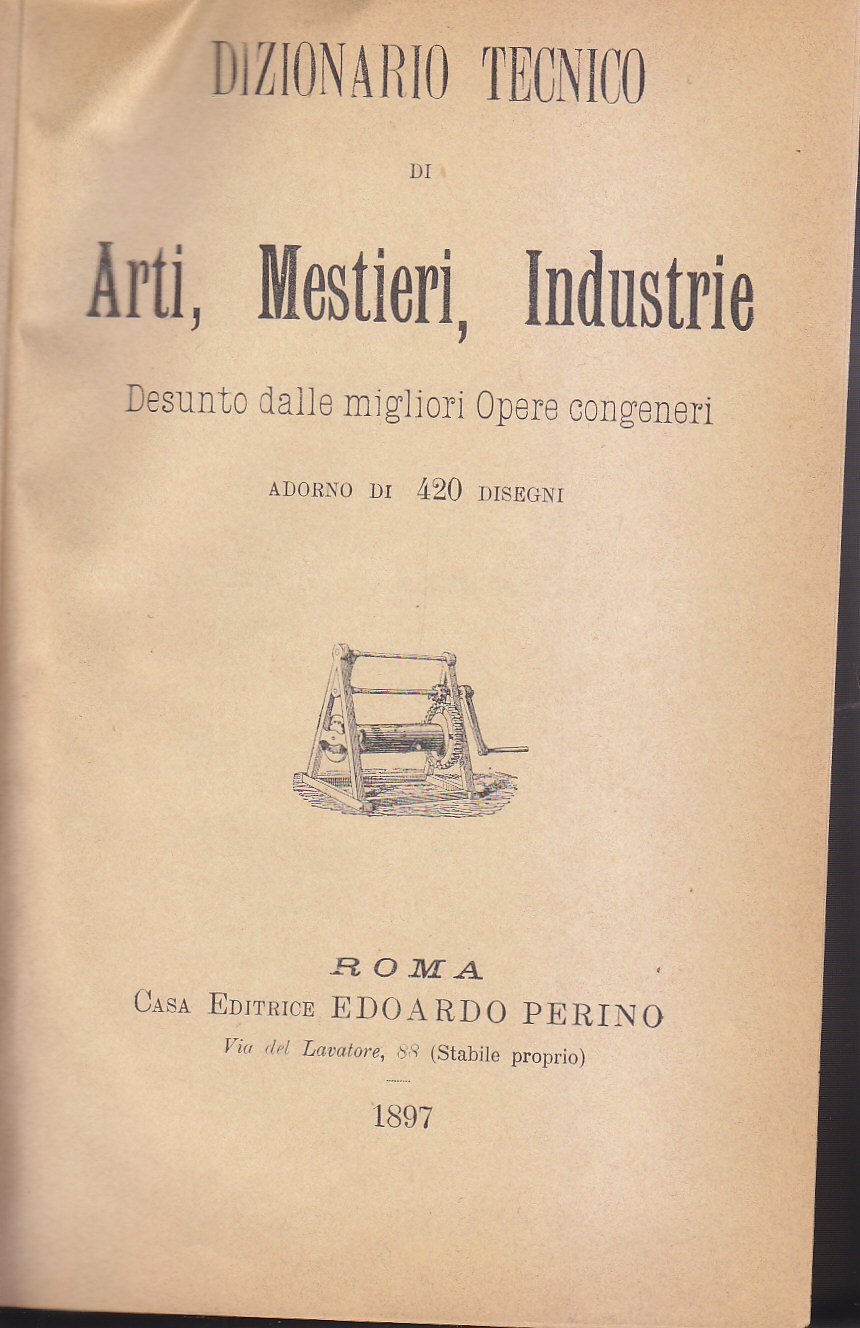 DIZIONARIO TECNICO
DI
Arti, Mestieri, Industrie
Desunto dalle migliori Opere congeneri
ADORNO DI 420 DISEGNI
ROMA
CASA EDITRICE EDOARDO PERINO
Via del Lavatore, 88 (Stabile proprio)
1897